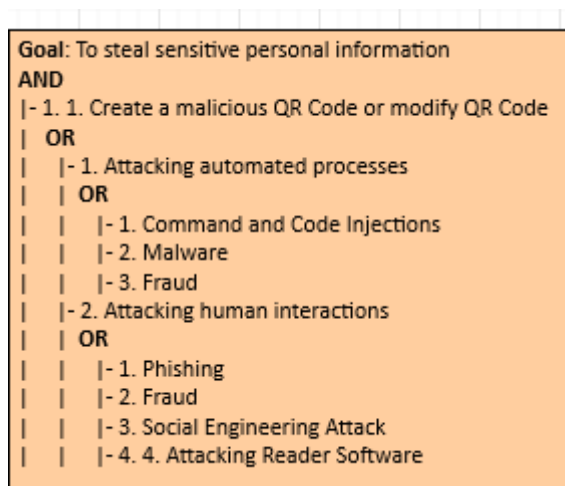 Goal: To steal sensitive personal information
AND
|- 1. 1. Create a malicious QR Code or modify QR Code
| OR
| |- 1. Attacking automated processes
| | OR
| | |- 1. Command and Code Injections
| | |- 2. Malware
| | |- 3. Fraud
| |- 2. Attacking human interactions
| | OR
| | |- 1. Phishing
| | |- 2. Fraud
| | |- 3. Social Engineering Attack
| | |- 4. 4. Attacking Reader Software